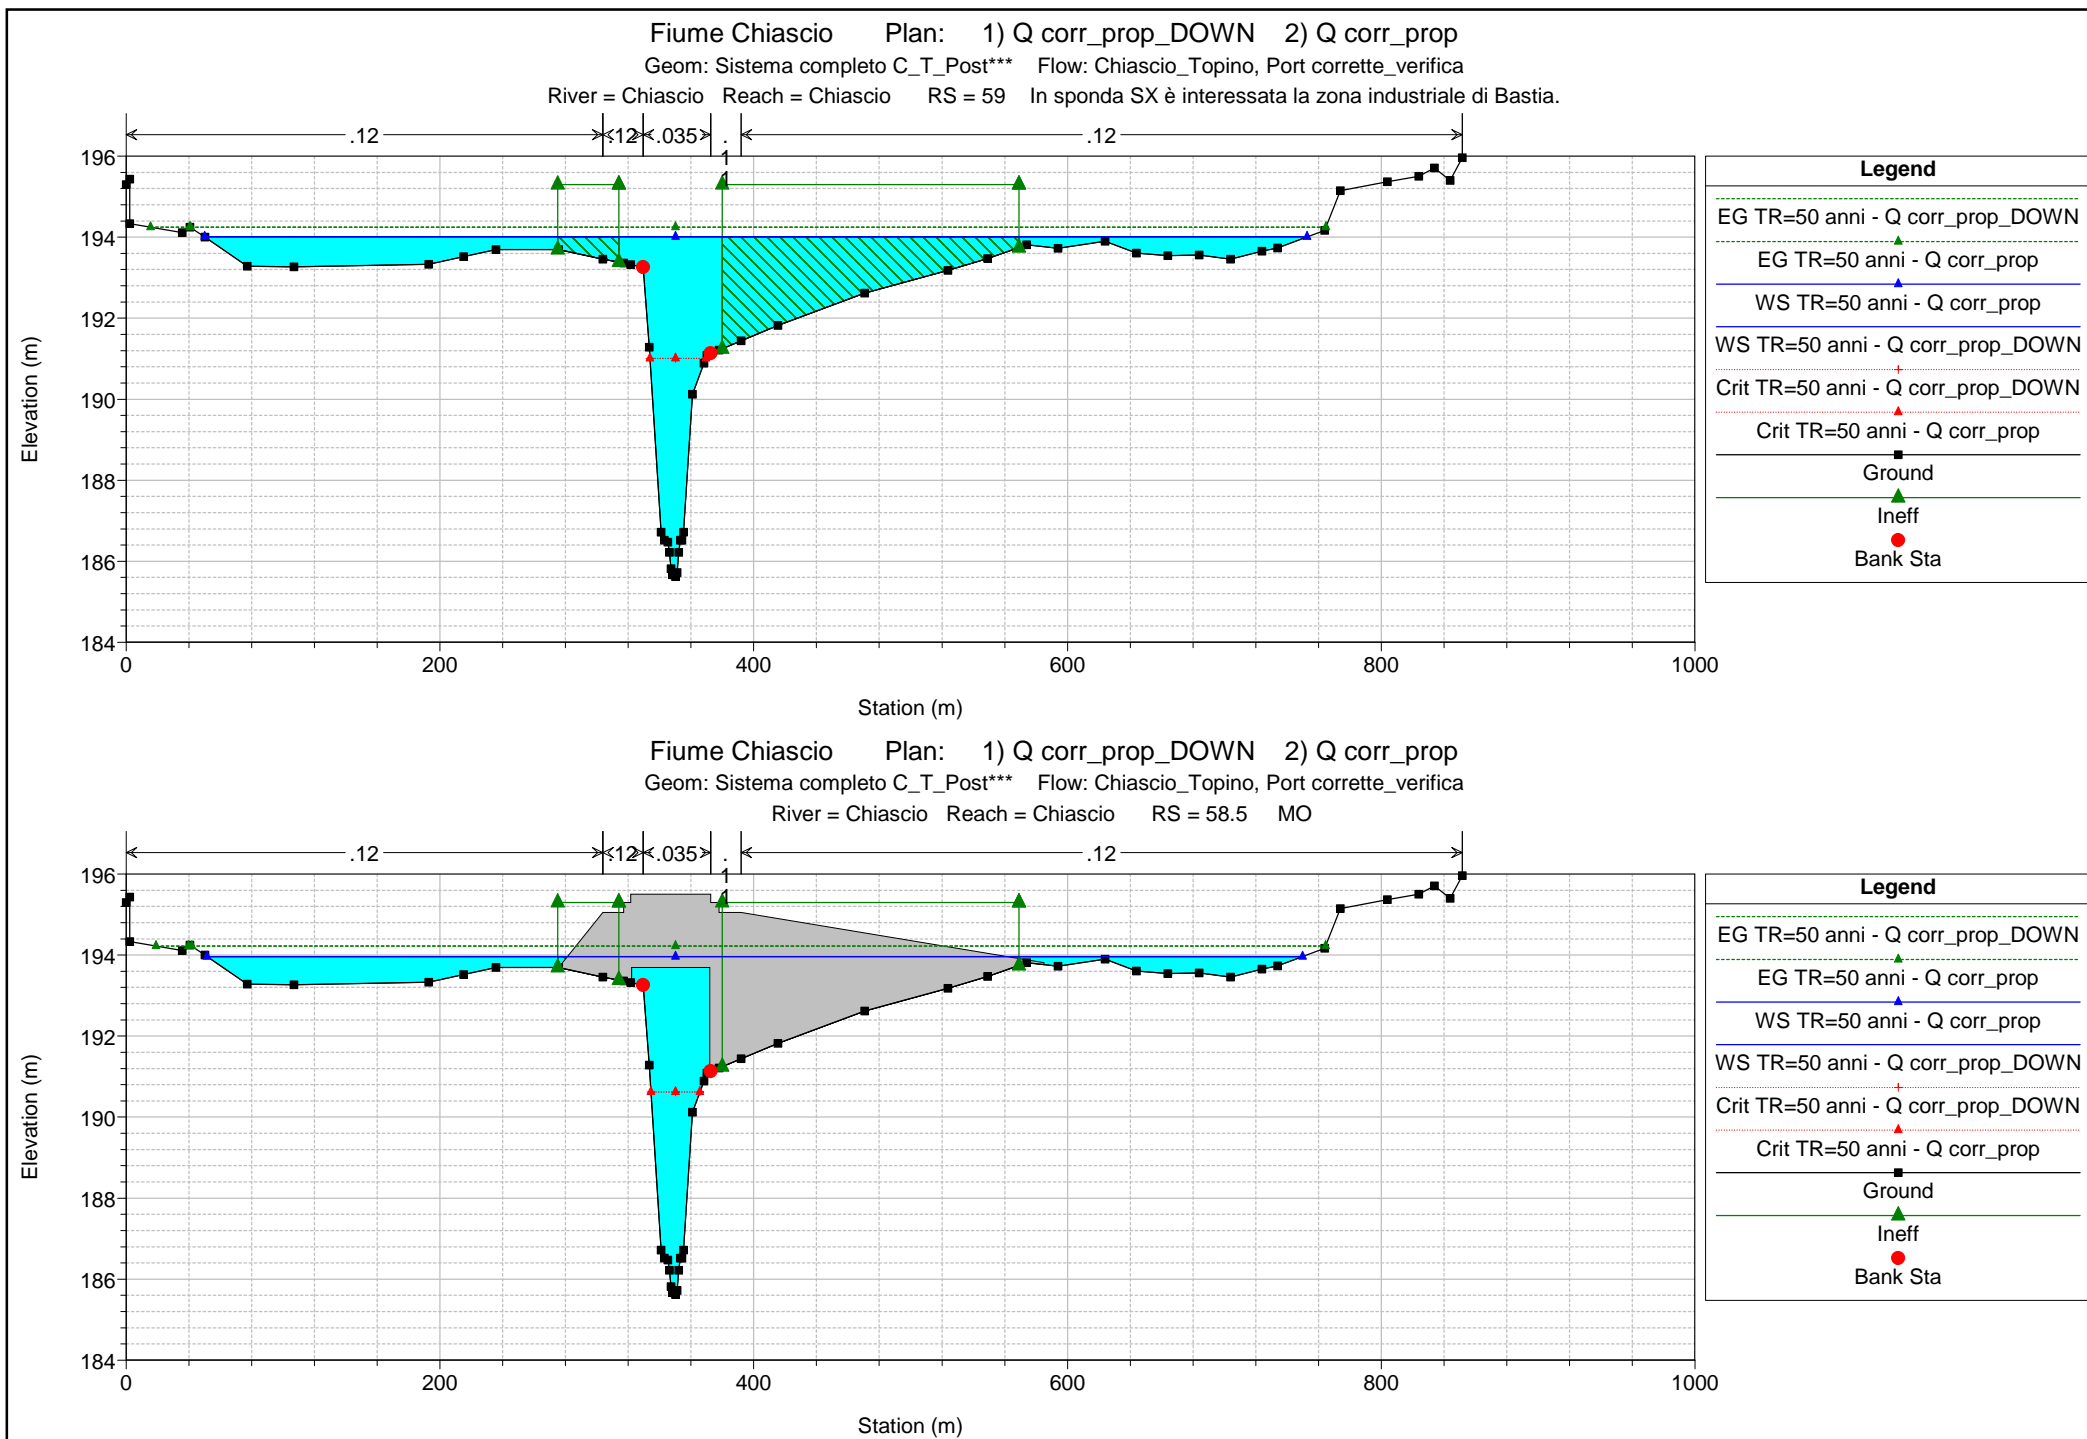 Fiume Chiascio Plan: 1) Q corr_prop_DOWN 2) Q corr_prop
Geom: Sistema completo C_T_Post*** Flow: Chiascio_Topino, Port corrette_verifica
River = Chiascio Reach = Chiascio RS = 59 In sponda SX è interessata la zona industriale di Bastia.
.12 .12 .035 .1 1 .12
196
194
192
190
188
186
184
Elevation (m)
0 200 400 600 800 1000
Station (m)
Legend
EG TR=50 anni - Q corr_prop_DOWN
EG TR=50 anni - Q corr_prop
WS TR=50 anni - Q corr_prop
WS TR=50 anni - Q corr_prop_DOWN
Crit TR=50 anni - Q corr_prop_DOWN
Crit TR=50 anni - Q corr_prop
Ground
Ineff
Bank Sta
Fiume Chiascio Plan: 1) Q corr_prop_DOWN 2) Q corr_prop
Geom: Sistema completo C_T_Post*** Flow: Chiascio_Topino, Port corrette_verifica
River = Chiascio Reach = Chiascio RS = 58.5 MO
.12 .12 .035 .1 1 .12
196
194
192
190
188
186
184
Elevation (m)
0 200 400 600 800 1000
Station (m)
Legend
EG TR=50 anni - Q corr_prop_DOWN
EG TR=50 anni - Q corr_prop
WS TR=50 anni - Q corr_prop
WS TR=50 anni - Q corr_prop_DOWN
Crit TR=50 anni - Q corr_prop_DOWN
Crit TR=50 anni - Q corr_prop
Ground
Ineff
Bank Sta